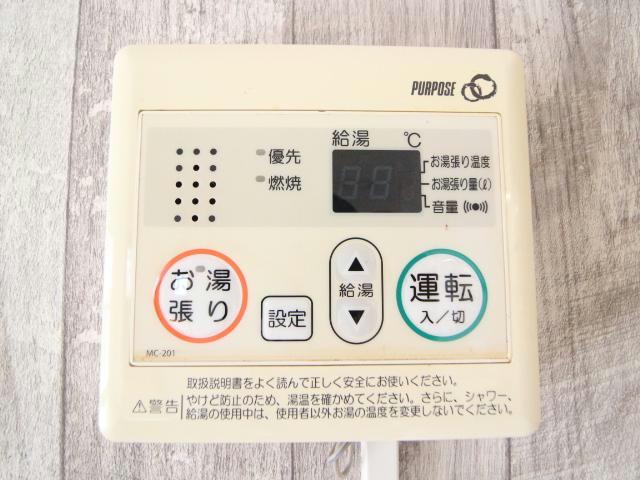 PURPOSE
給湯 ℃
優先
燃焼
88
お湯張り温度
お湯張り量(ℓ)
音量
お湯
張り
設定
▲
給湯
▼
運転
入／切
MC-201
取扱説明書をよく読んで正しく安全にお使いください。
⚠警告
やけど防止のため、湯温を確かめてください。さらに、シャワー、
給湯の使用中は、使用者以外お湯の温度を変更しないでください。